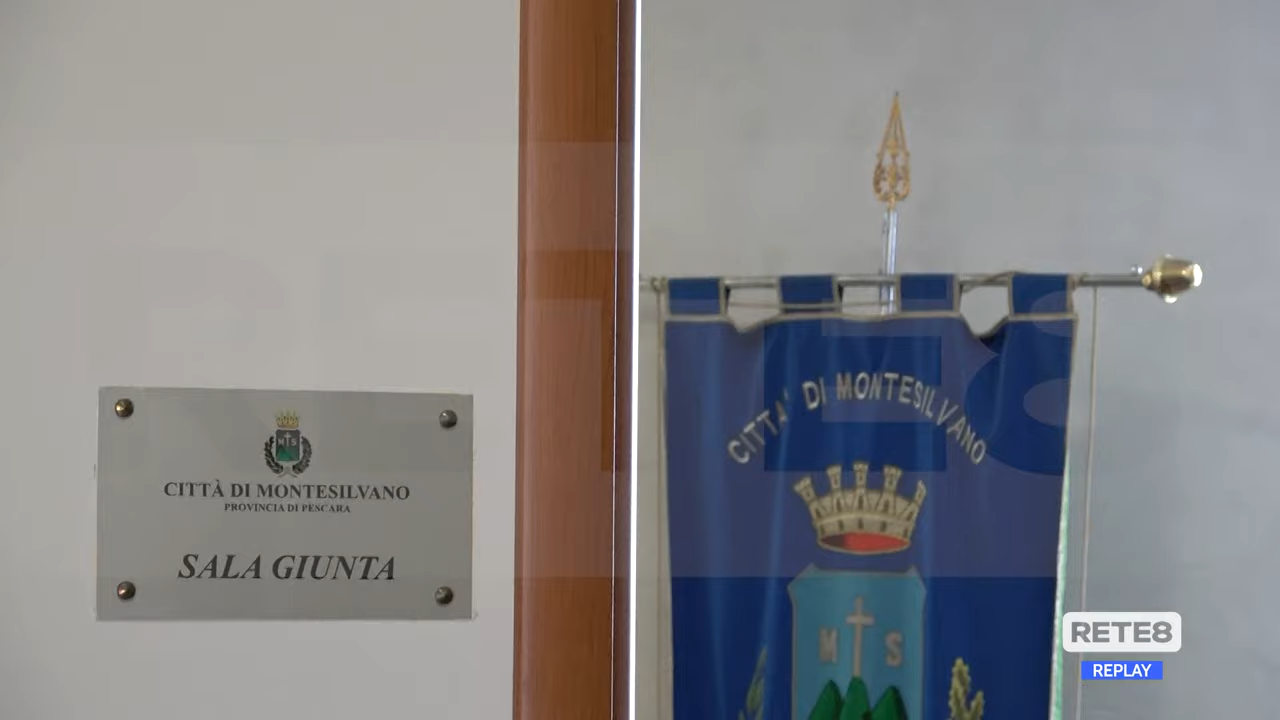 CITTÀ DI MONTESILVANO
PROVINCIA DI PESCARA
SALA GIUNTA
CITTA' DI MONTESILVANO
M S
RETE8
REPLAY